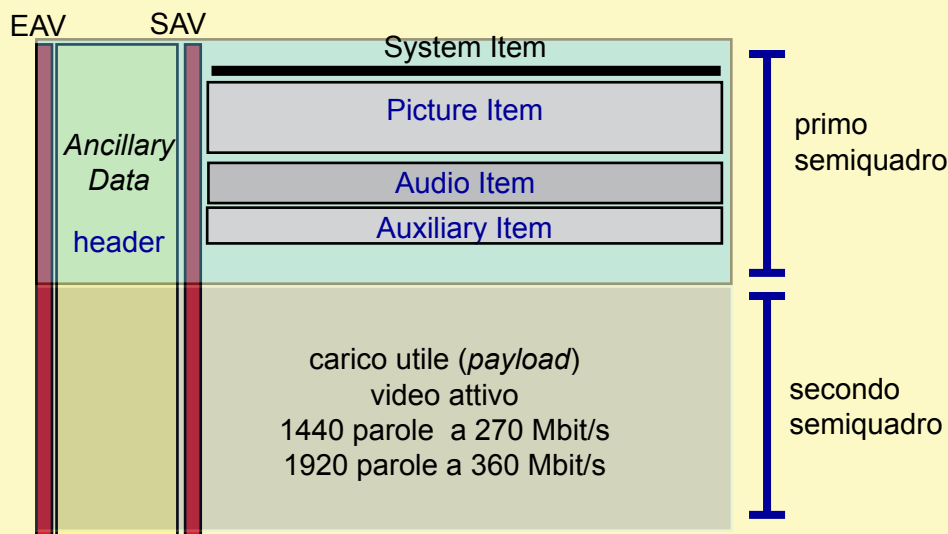 EAV
SAV
System Item
Picture Item
Ancillary
Data
header
Audio Item
Auxiliary Item
primo
semiquadro
carico utile (payload)
video attivo
1440 parole a 270 Mbit/s
1920 parole a 360 Mbit/s
secondo
semiquadro